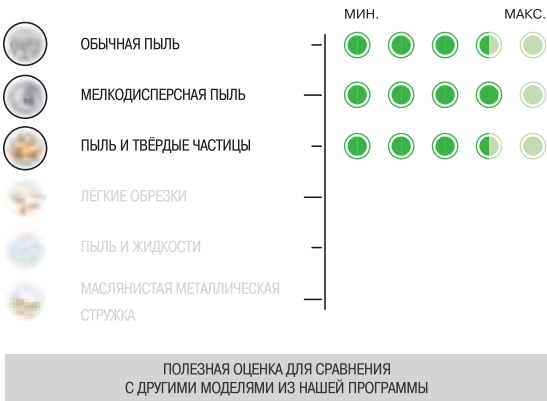 МИН. МАКС.
ОБЫЧНАЯ ПЫЛЬ
МЕЛКОДИСПЕРСНАЯ ПЫЛЬ
ПЫЛЬ И ТВЁРДЫЕ ЧАСТИЦЫ
ЛЁГКИЕ ОБРЕЗКИ
ПЫЛЬ И ЖИДКОСТИ
МАСЛЯНИСТАЯ МЕТАЛЛИЧЕСКАЯ
СТРУЖКА
ПОЛЕЗНАЯ ОЦЕНКА ДЛЯ СРАВНЕНИЯ
С ДРУГИМИ МОДЕЛЯМИ ИЗ НАШЕЙ ПРОГРАММЫ